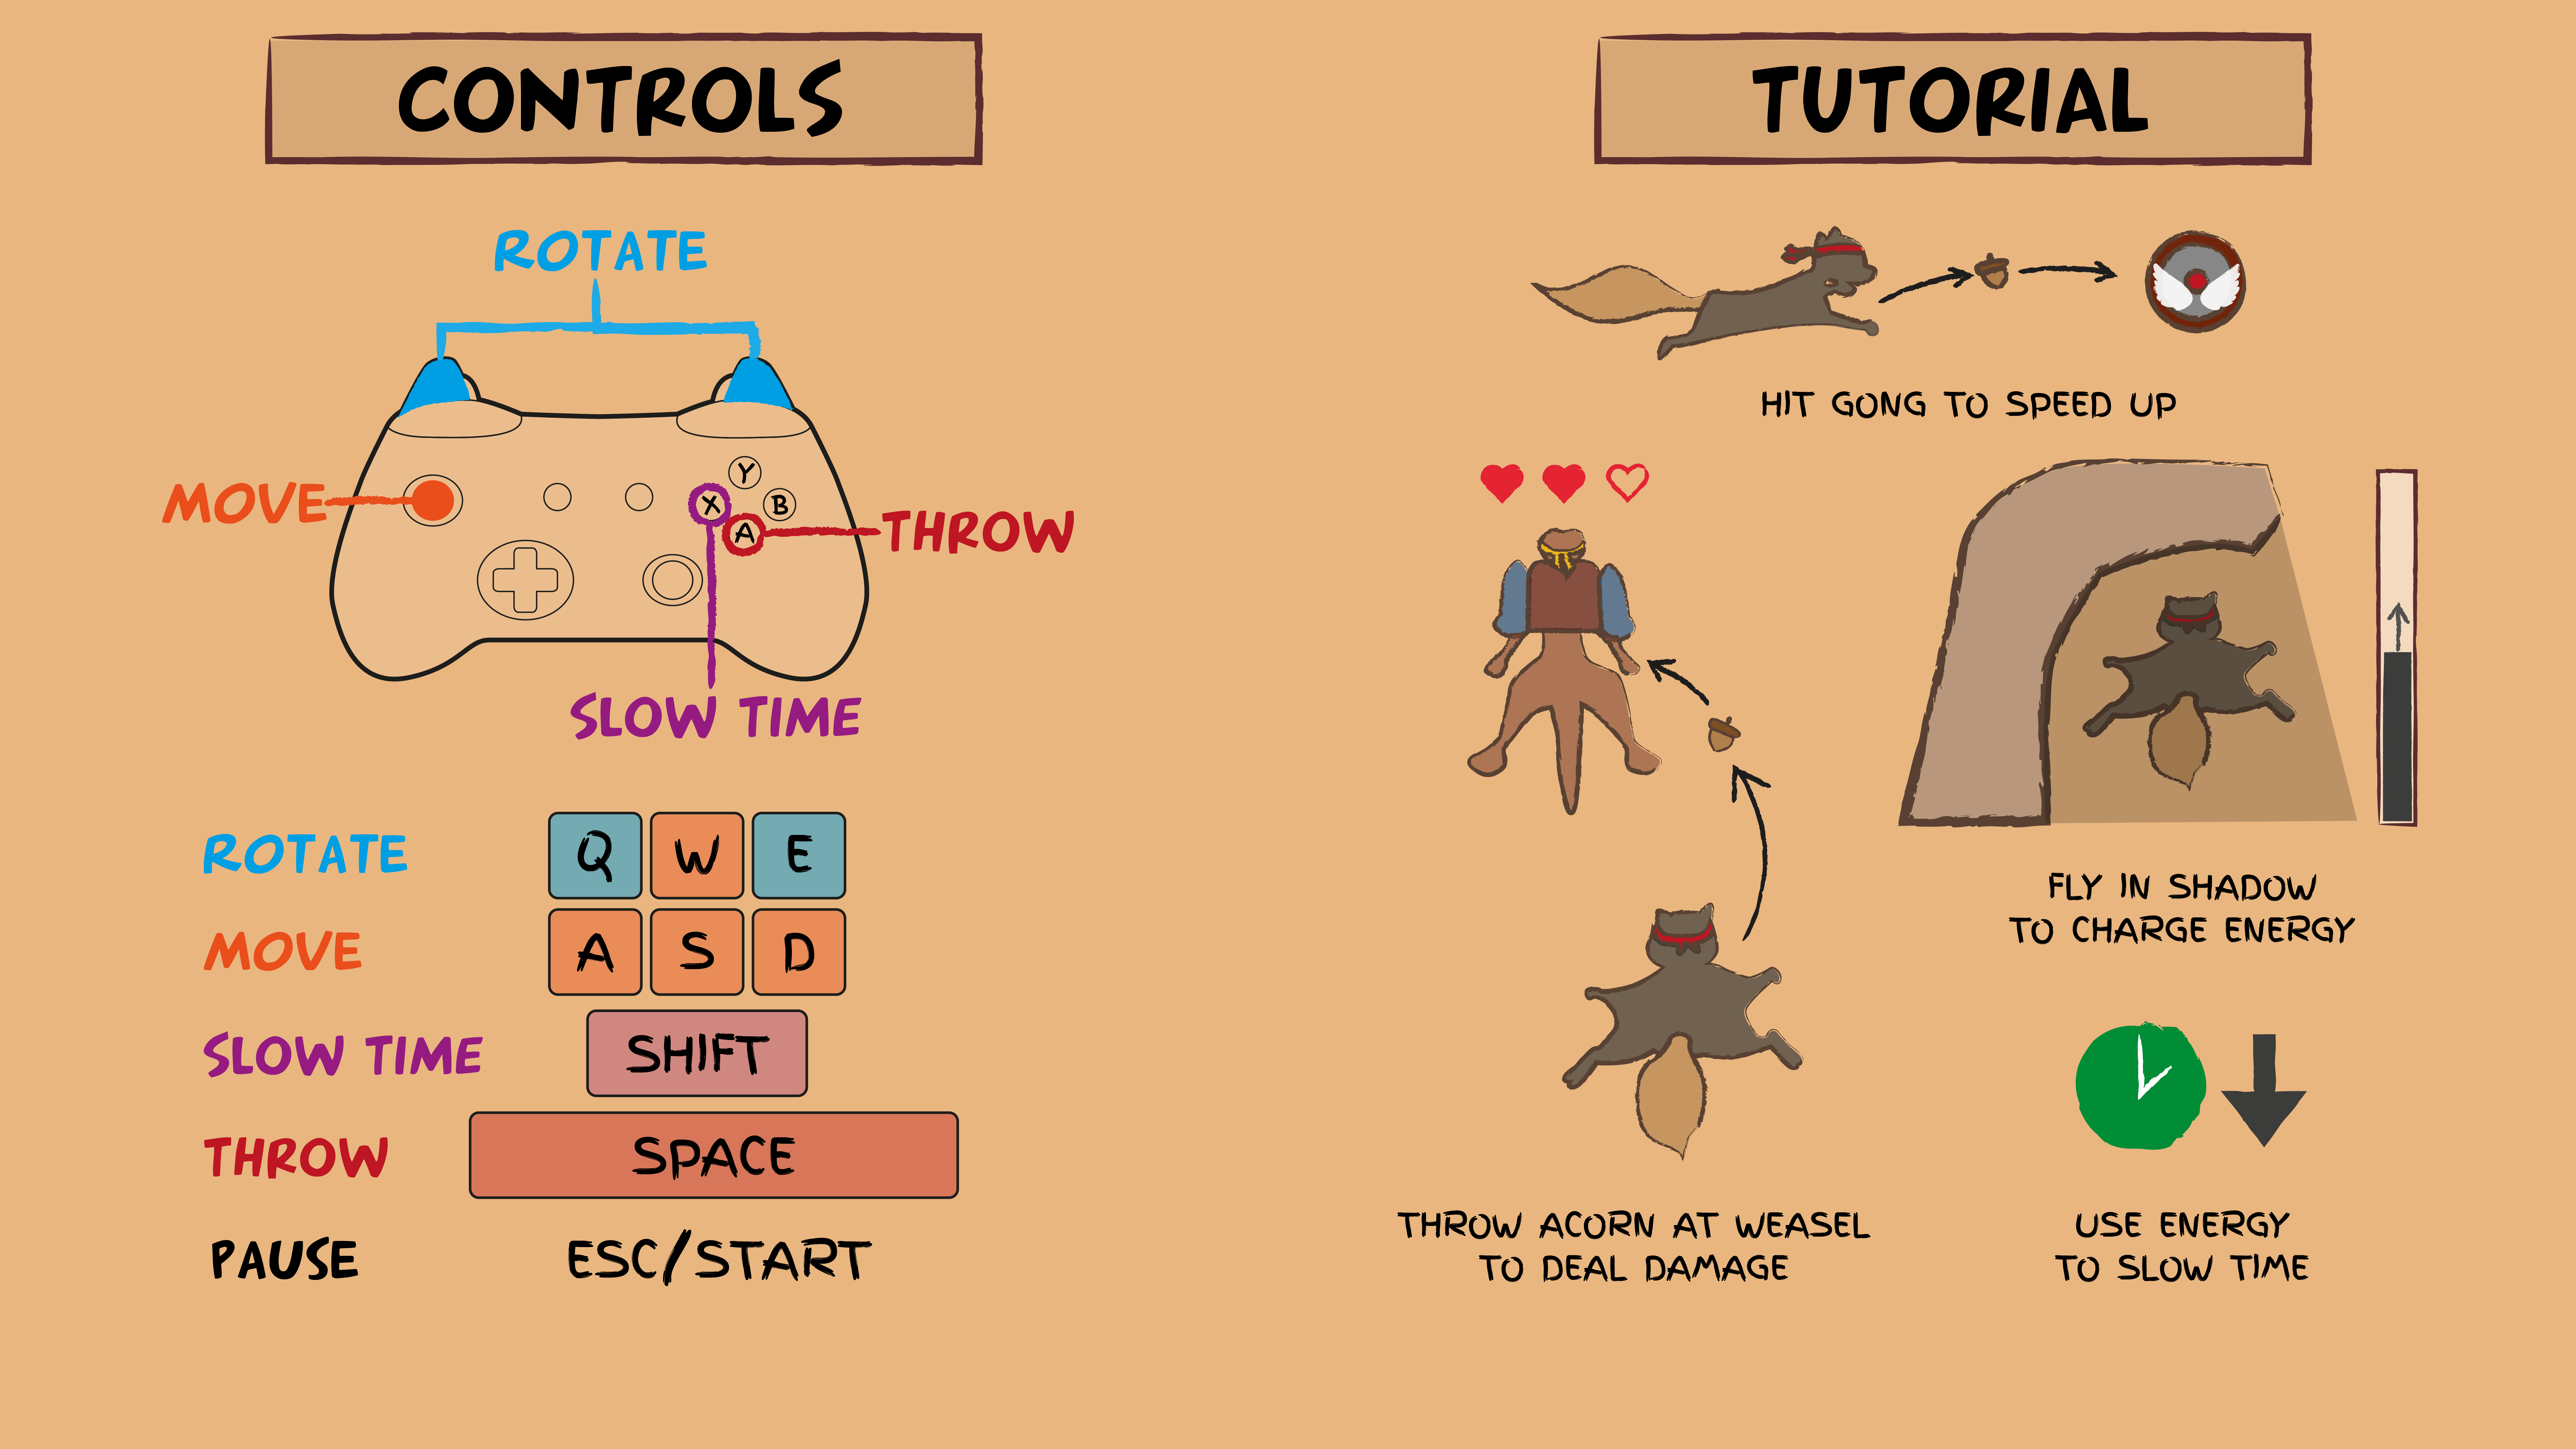 CONTROLS
ROTATE
MOVE
Y
X
B
A
THROW
SLOW TIME
ROTATE
Q W E
MOVE
A S D
SLOW TIME
SHIFT
THROW
SPACE
PAUSE
ESC/START
TUTORIAL
HIT GONG TO SPEED UP
THROW ACORN AT WEASEL
TO DEAL DAMAGE
FLY IN SHADOW
TO CHARGE ENERGY
USE ENERGY
TO SLOW TIME